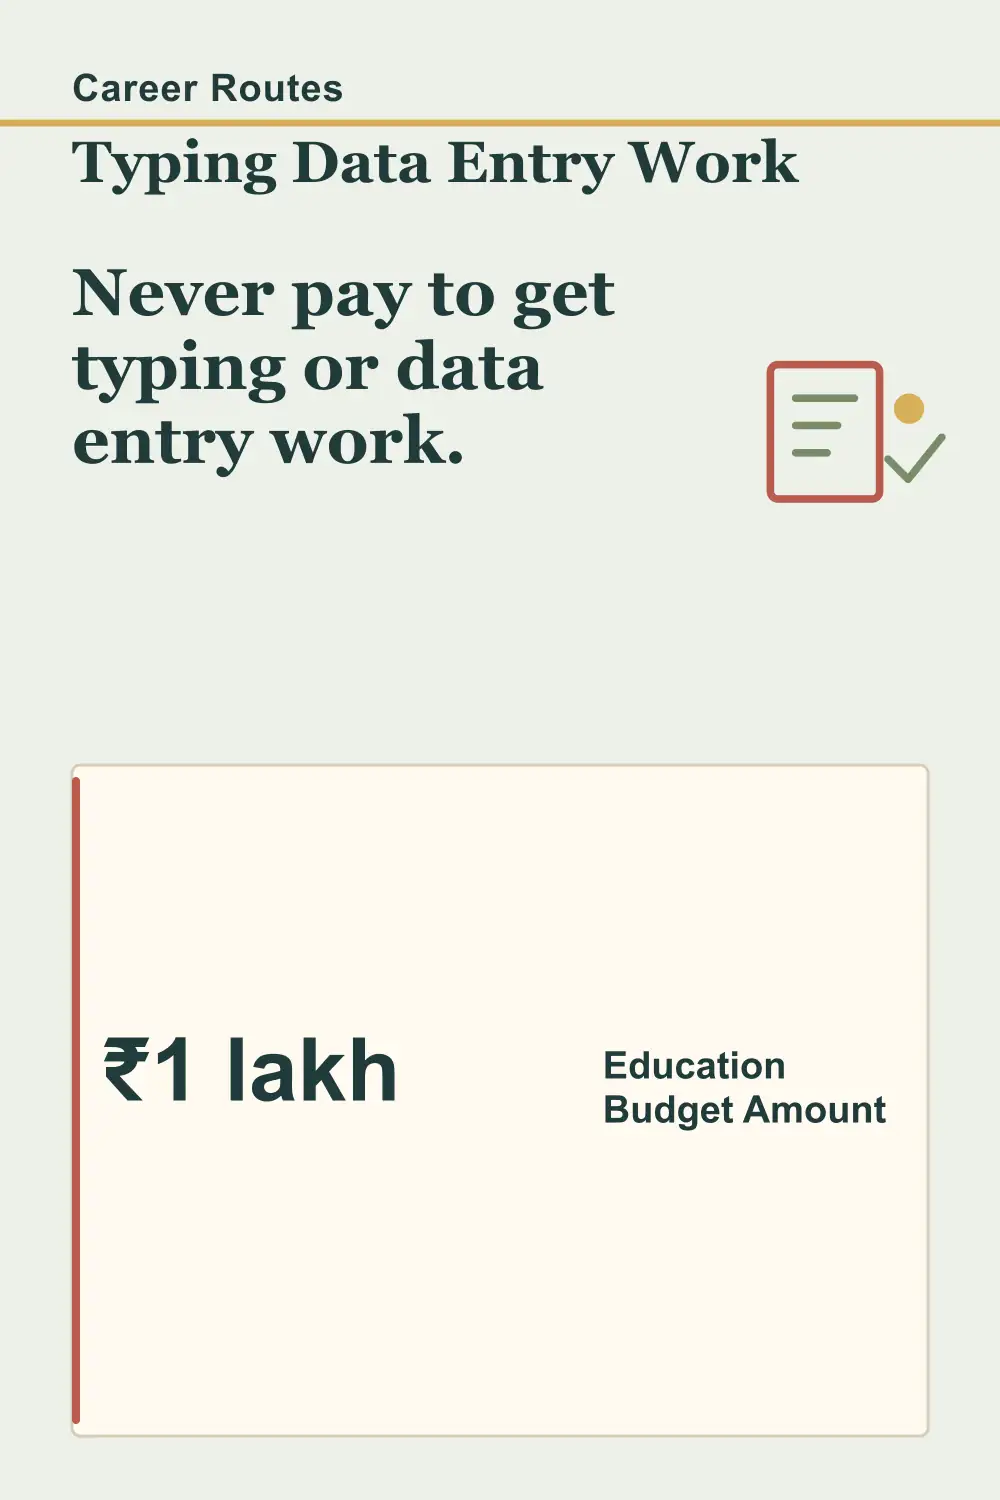 Career Routes
Typing Data Entry Work
Never pay to get
typing or data
entry work.
₹1 lakh
Education
Budget Amount